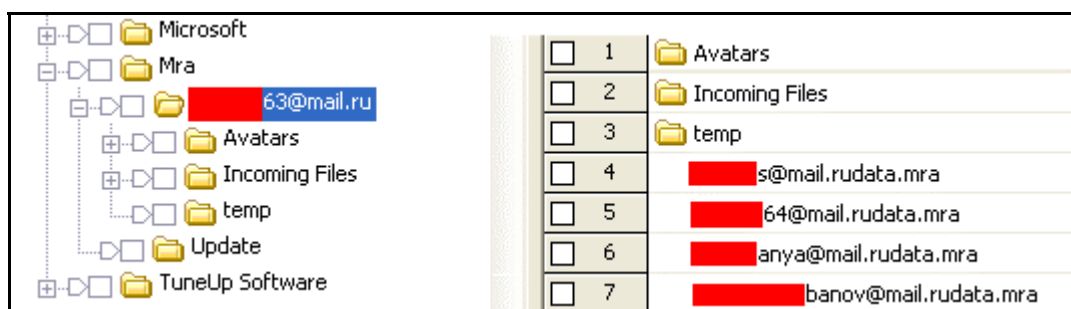 Microsoft
Mra
63@mail.ru
Avatars
Incoming Files
temp
Update
TuneUp Software
1 Avatars
2 Incoming Files
3 temp
4 s@mail.rudata.mra
5 64@mail.rudata.mra
6 anya@mail.rudata.mra
7 banov@mail.rudata.mra